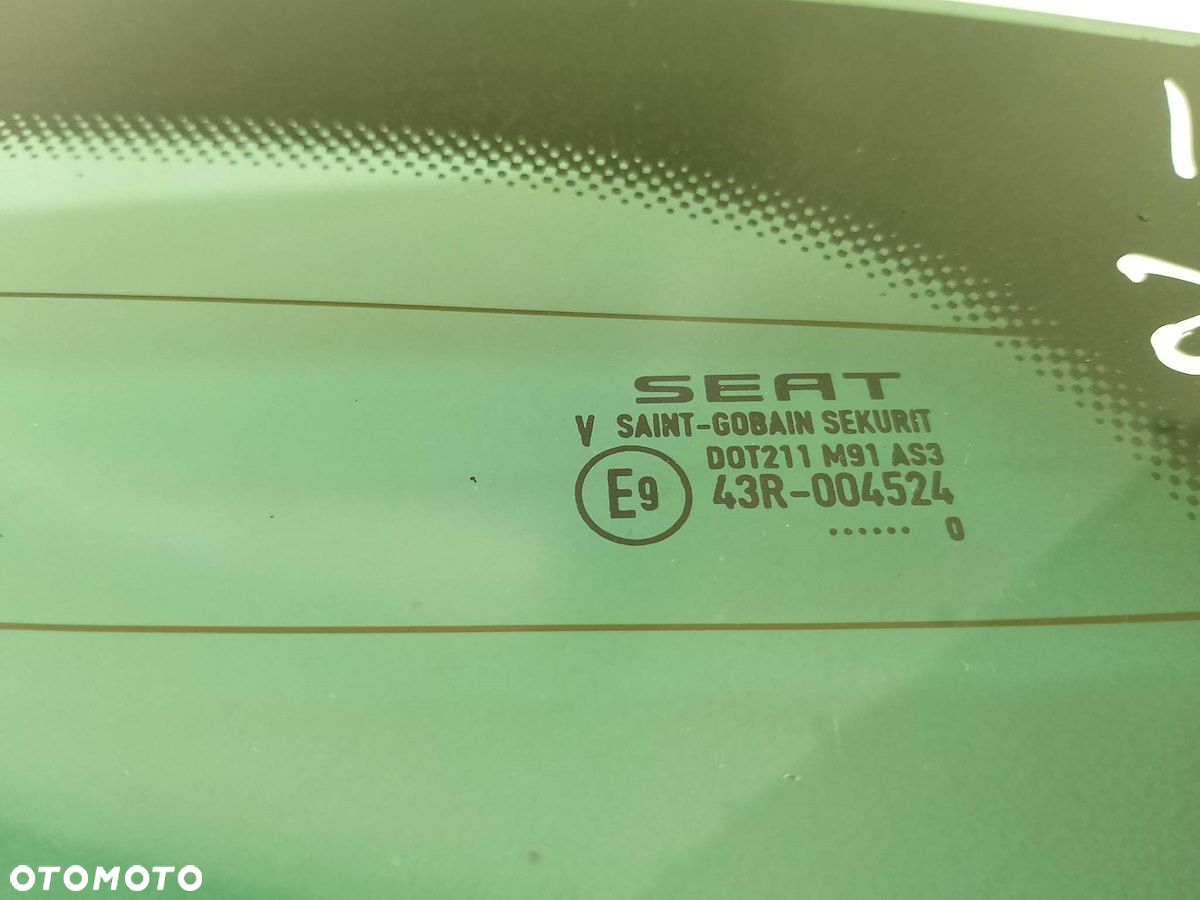 SEAT
V SAINT-GOBAIN SEKURIT
DOT211 M91 AS3
E9 43R-004524
...... 0
OTOMOTO